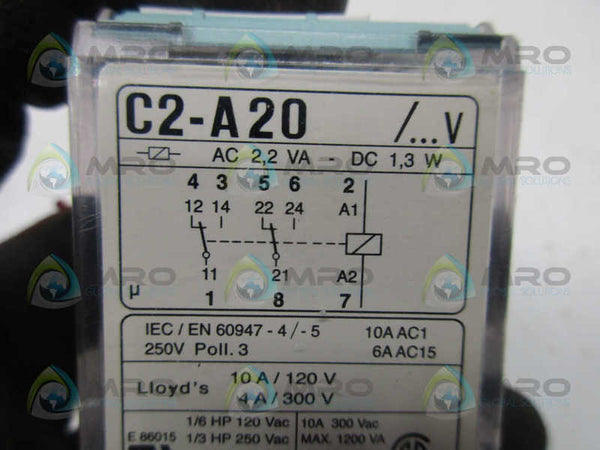 C2-A20 /...V
AC 2,2 VA - DC 1,3 W
4 3 5 6 2
12 14 22 24 A1
11 21 A2
µ 1 8 7
IEC / EN 60947 - 4 / - 5 10A AC1
250V Poll. 3 6A AC15
Lloyd's 10 A / 120 V
4 A / 300 V
1/6 HP 120 Vac 10A 300 Vac
E 86015 1/3 HP 250 Vac MAX. 1200 VA
MRO
INDUSTRIAL SOLUTIONS